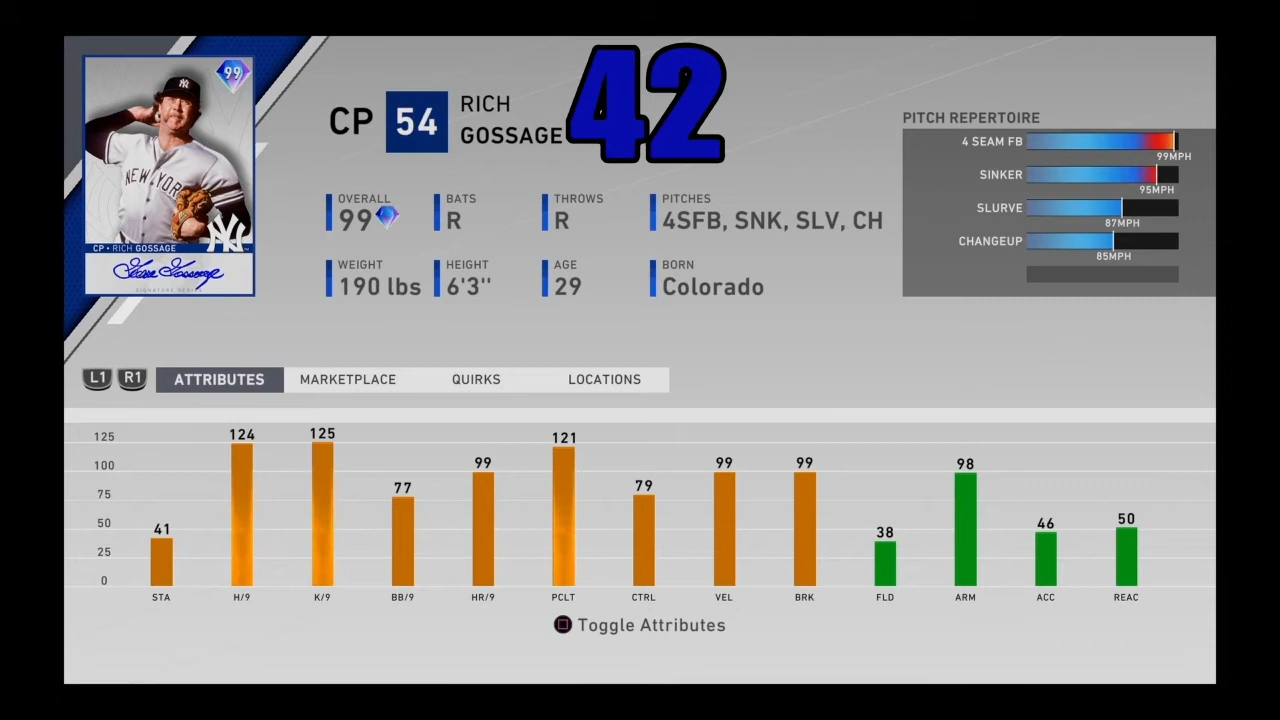 99
NEW YORK
CP • RICH GOSSAGE
SIGNATURE SERIES
CP 54 RICH GOSSAGE
42
OVERALL
99
BATS
R
THROWS
R
PITCHES
4SFB, SNK, SLV, CH
WEIGHT
190 lbs
HEIGHT
6'3"
AGE
29
BORN
Colorado
PITCH REPERTOIRE
4 SEAM FB
99MPH
SINKER
95MPH
SLURVE
87MPH
CHANGEUP
85MPH
L1 R1 ATTRIBUTES MARKETPLACE QUIRKS LOCATIONS
125
100
75
50
25
0
41 124 125 77 99 121 79 99 99 38 98 46 50
STA H/9 K/9 BB/9 HR/9 PCLT CTRL VEL BRK FLD ARM ACC REAC
Toggle Attributes